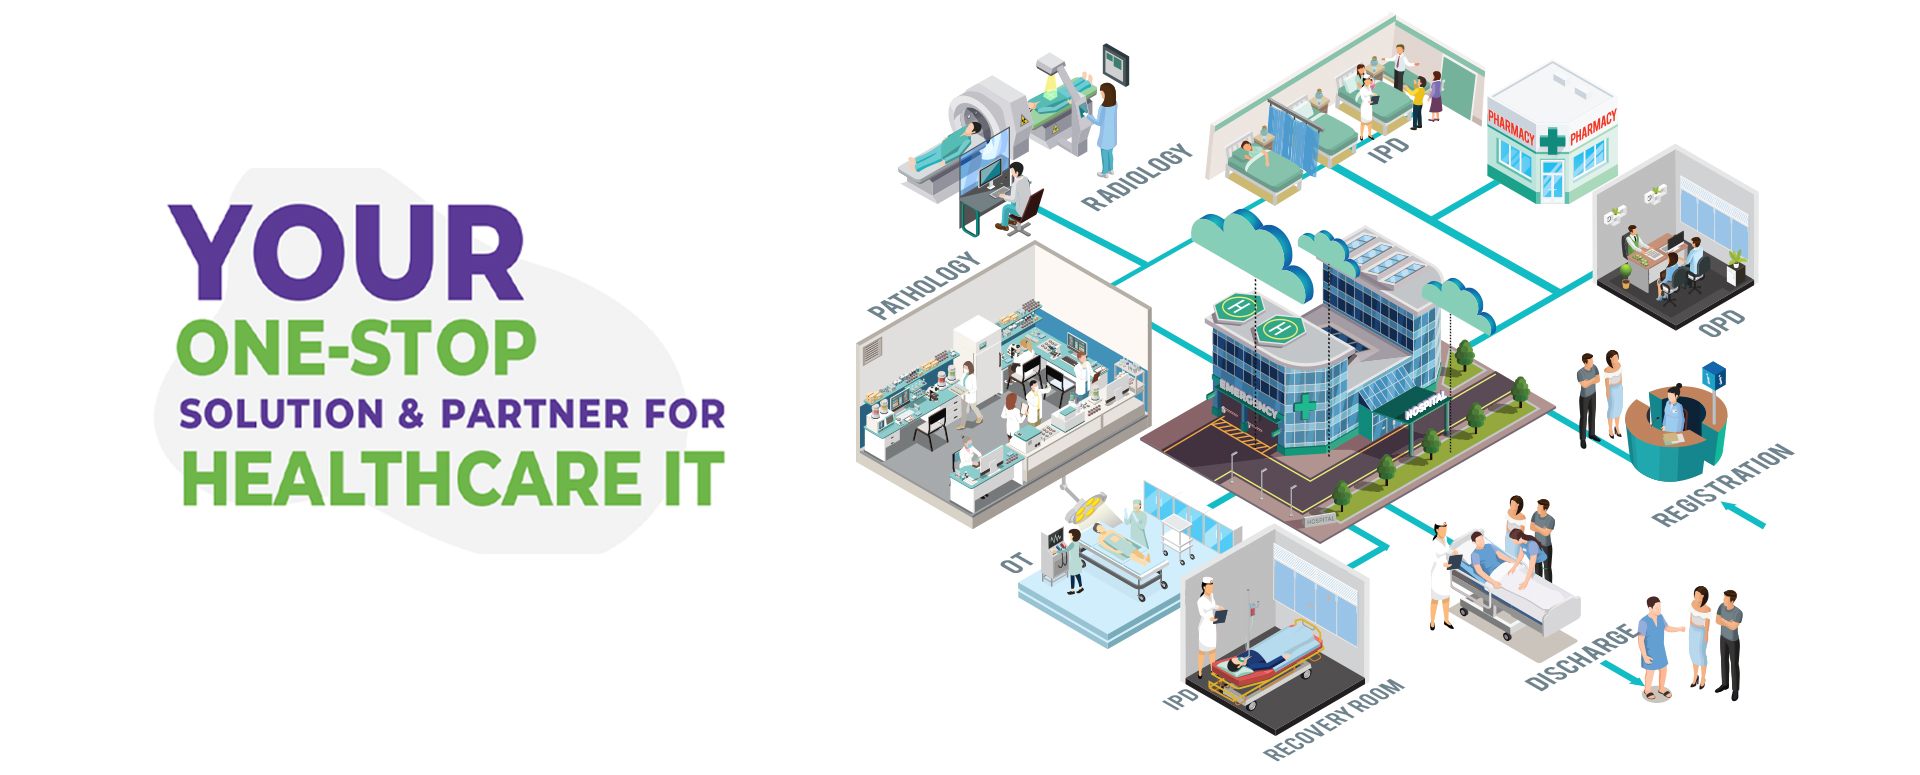 YOUR
ONE-STOP
SOLUTION & PARTNER FOR
HEALTHCARE IT
RADIOLOGY
IPD
PHARMACY
PHARMACY
PATHOLOGY
OPD
H
H
EMERGENCY
HOSPITAL
HOSPITAL
REGISTRATION
OT
IPD
RECOVERY ROOM
DISCHARGE